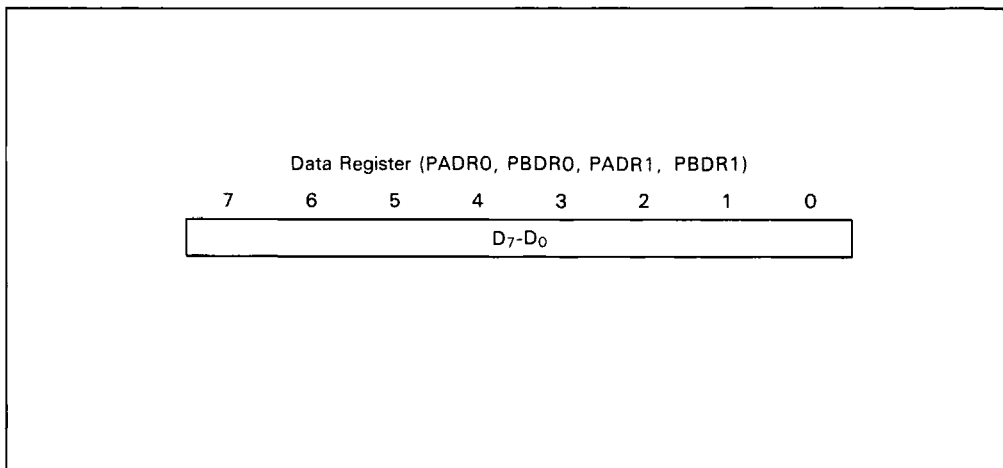 Data Register (PADR0, PBDR0, PADR1, PBDR1)
7 6 5 4 3 2 1 0
D₇-D₀